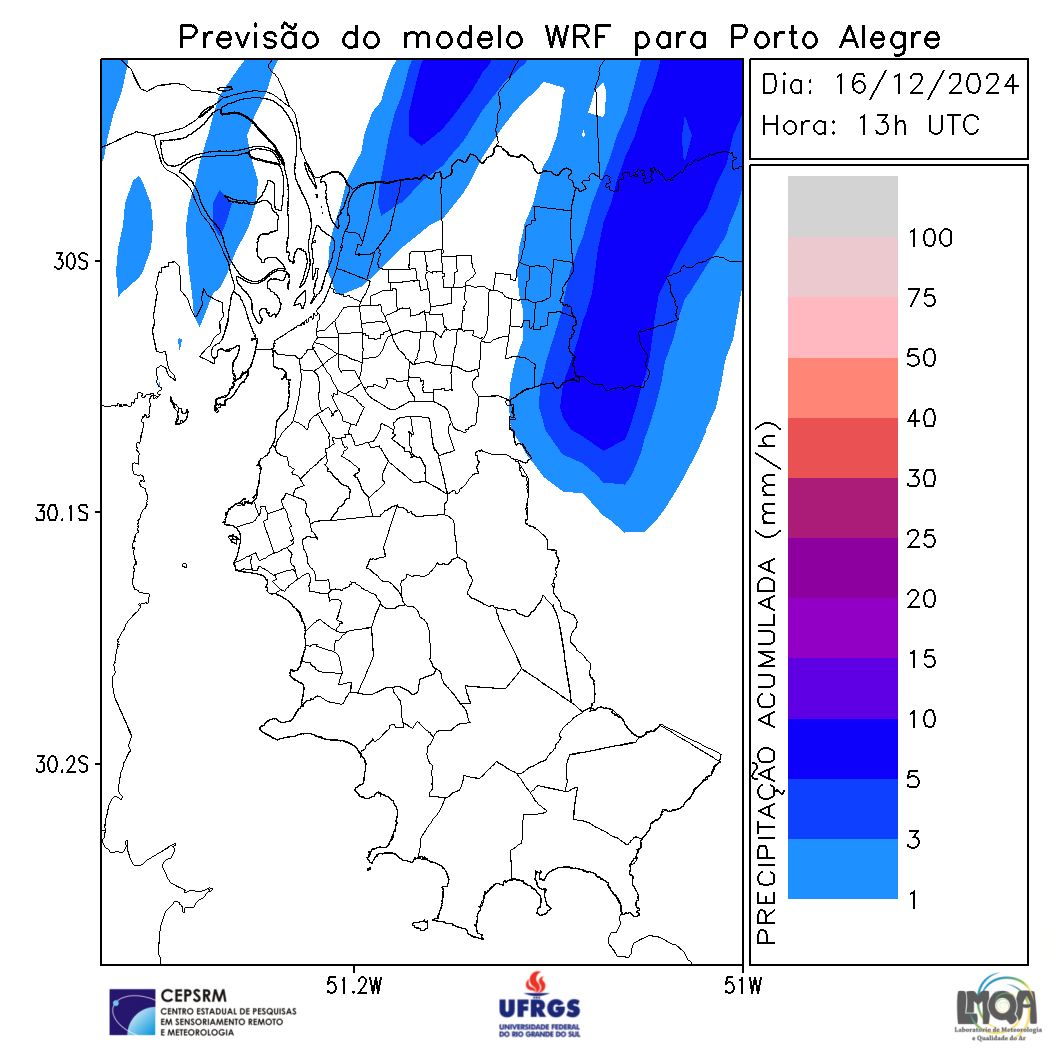 Previsão do modelo WRF para Porto Alegre
Dia: 16/12/2024
Hora: 13h UTC
30S
30.1S
30.2S
51.2W
51W
PRECIPITAÇÃO ACUMULADA (mm/h)
100
75
50
40
30
25
20
15
10
5
3
1
CEPSRM
CENTRO ESTADUAL DE PESQUISAS
EM SENSORIAMENTO REMOTO
E METEOROLOGIA
UFRGS
UNIVERSIDADE FEDERAL
DO RIO GRANDE DO SUL
LMQA
Laboratório de Meteorologia
e Qualidade do Ar